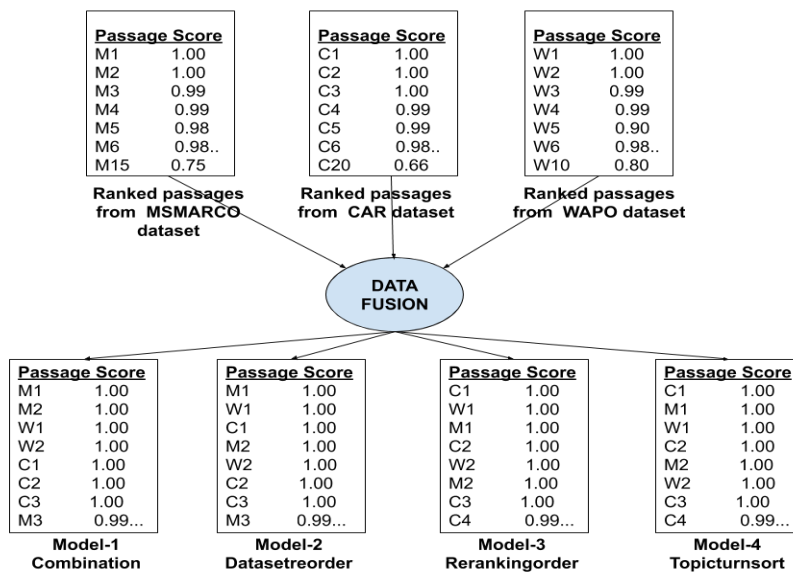 Passage Score
M1 1.00
M2 1.00
M3 0.99
M4 0.99
M5 0.98
M6 0.98..
M15 0.75
Ranked passages
from MSMARCO
dataset
Passage Score
C1 1.00
C2 1.00
C3 1.00
C4 0.99
C5 0.99
C6 0.98..
C20 0.66
Ranked passages
from CAR dataset
Passage Score
W1 1.00
W2 1.00
W3 0.99
W4 0.99
W5 0.90
W6 0.98..
W10 0.80
Ranked passages
from WAPO dataset
DATA
FUSION
Passage Score
M1 1.00
M2 1.00
W1 1.00
W2 1.00
C1 1.00
C2 1.00
C3 1.00
M3 0.99...
Model-1
Combination
Passage Score
M1 1.00
W1 1.00
C1 1.00
M2 1.00
W2 1.00
C2 1.00
C3 1.00
M3 0.99...
Model-2
Datasetreorder
Passage Score
C1 1.00
W1 1.00
M1 1.00
C2 1.00
W2 1.00
M2 1.00
C3 1.00
C4 0.99...
Model-3
Rerankingorder
Passage Score
C1 1.00
M1 1.00
W1 1.00
C2 1.00
M2 1.00
W2 1.00
C3 1.00
C4 0.99...
Model-4
Topicturnsort